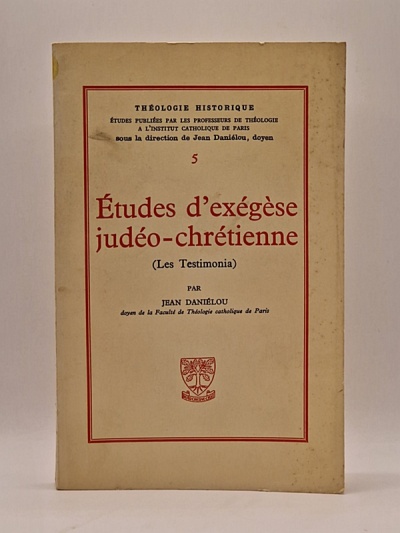 THÉOLOGIE HISTORIQUE
ÉTUDES PUBLIÉES PAR LES PROFESSEURS DE THÉOLOGIE
A L'INSTITUT CATHOLIQUE DE PARIS
sous la direction de Jean Daniélou, doyen
5
Études d'exégèse
judéo-chrétienne
(Les Testimonia)
PAR
JEAN DANIÉLOU
doyen de la Faculté de Théologie catholique de Paris